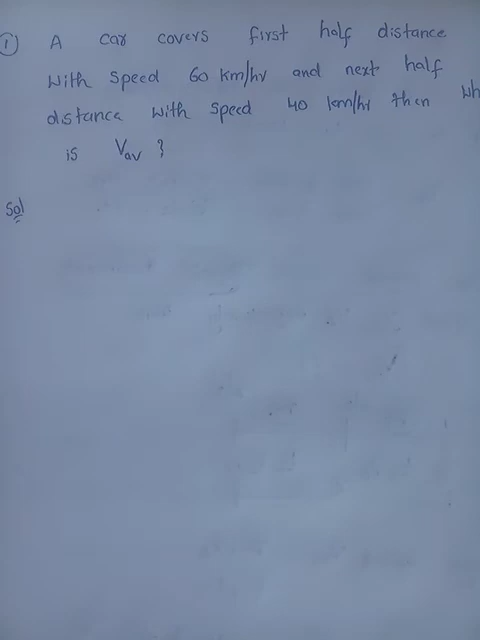 1 A car covers first half distance
with speed 60 km/hr and next half
distance with speed 40 km/hr then
is Vav ?
Sol